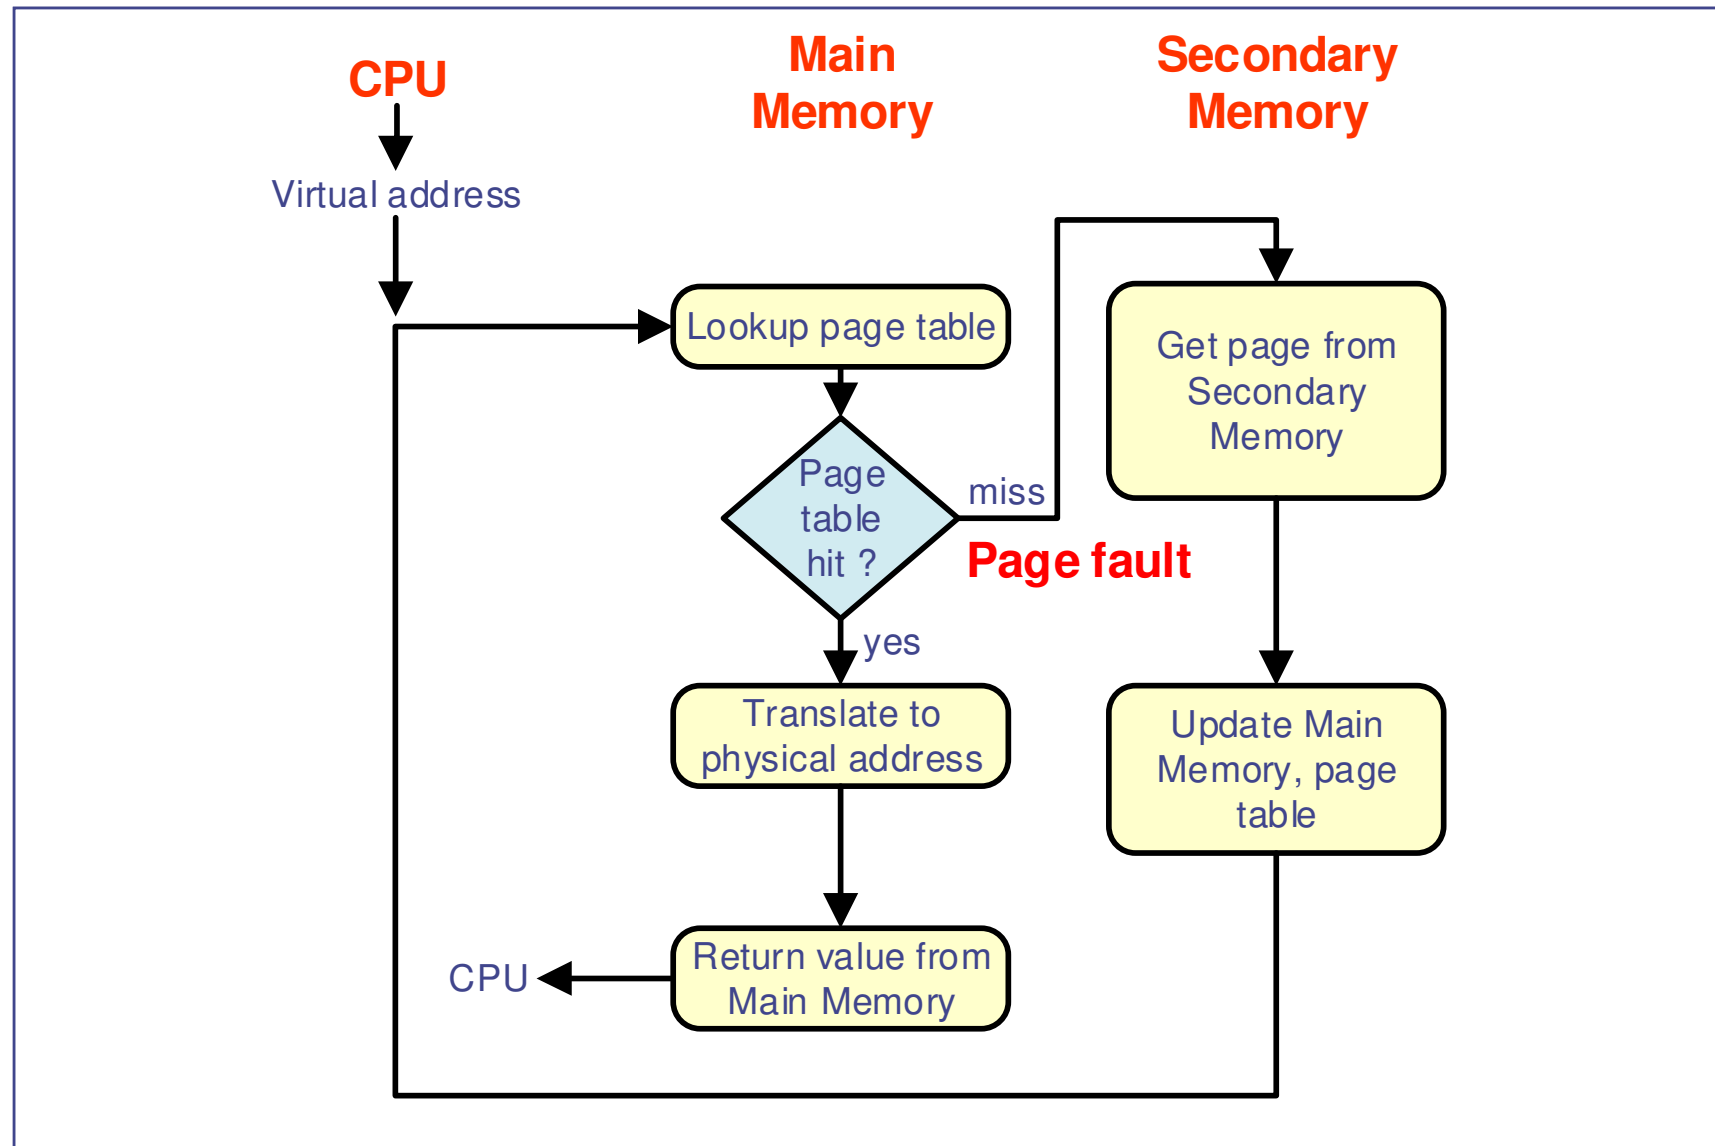 CPU
Main
Memory
Secondary
Memory
Virtual address
Lookup page table
Get page from
Secondary
Memory
Page
table
hit ?
miss
Page fault
yes
Translate to
physical address
Update Main
Memory, page
table
Return value from
Main Memory
CPU